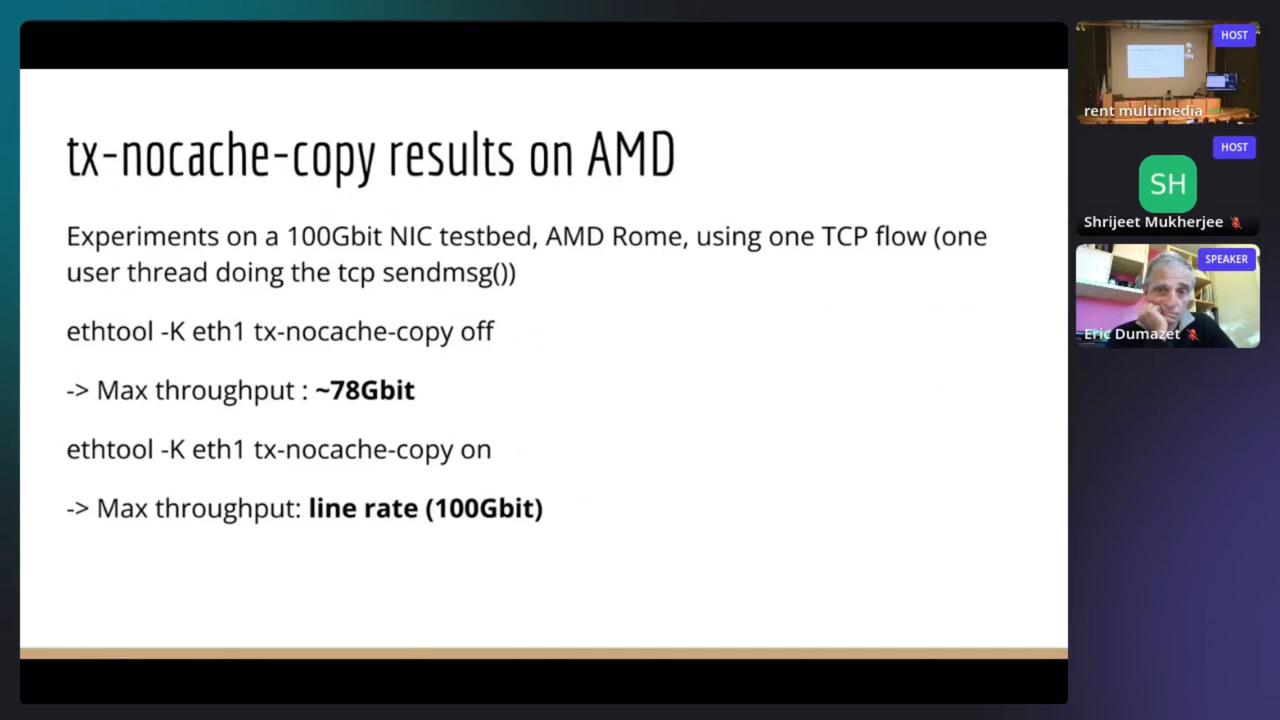 tx-nocache-copy results on AMD
Experiments on a 100Gbit NIC testbed, AMD Rome, using one TCP flow (one
user thread doing the tcp sendmsg())
ethtool -K eth1 tx-nocache-copy off
-> Max throughput : ~78Gbit
ethtool -K eth1 tx-nocache-copy on
-> Max throughput: line rate (100Gbit)
HOST
rent multimedia
HOST
SH
Shrijeet Mukherjee
SPEAKER
Eric Dumazet